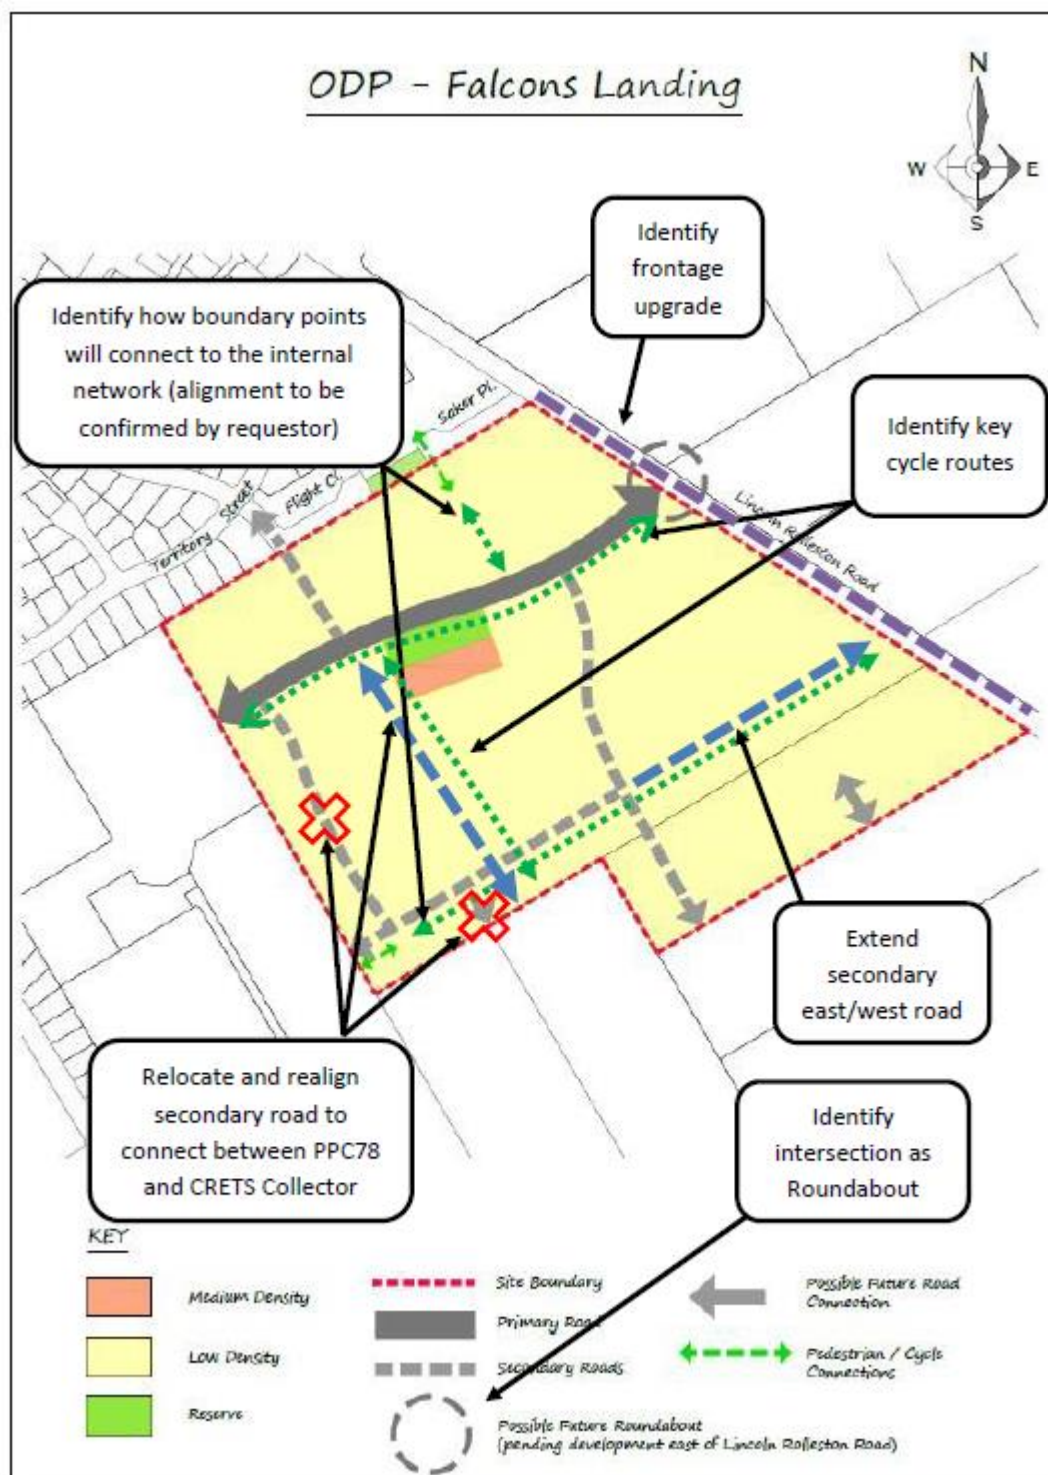 ODP - Falcons Landing
N
W
E
S
Identify
frontage
upgrade
Identify how boundary points
will connect to the internal
network (alignment to be
confirmed by requestor)
Identify key
cycle routes
Saker Pl.
Flight Cl.
Territory Street
Lincoln Rolleston Road
Extend
secondary
east/west road
Relocate and realign
secondary road to
connect between PPC78
and CRETS Collector
Identify
intersection as
Roundabout
KEY
Medium Density
Low Density
Reserve
Site Boundary
Primary Road
Secondary Roads
Possible Future Roundabout
(pending development east of Lincoln Rolleston Road)
Possible Future Road
Connection
Pedestrian / Cycle
Connections